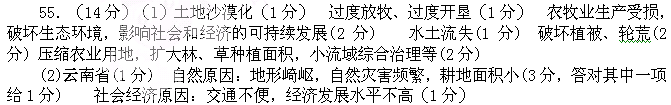 55．（14分）（1）土地沙漠化（1分）　过度放牧、过度开垦（1分）　农牧业生产受损，
破坏生态环境，影响社会和经济的可持续发展（2 分）　水土流失（1 分）　破坏植被、轮荒（2
分）压缩农业用地，扩大林、草种植面积，小流域综合治理等（2分）
（2）云南省（1 分）　自然原因：地形崎岖，自然灾害频繁，耕地面积小（3分，答对其中一项
给1分）　社会经济原因：交通不便，经济发展水平不高（1 分）